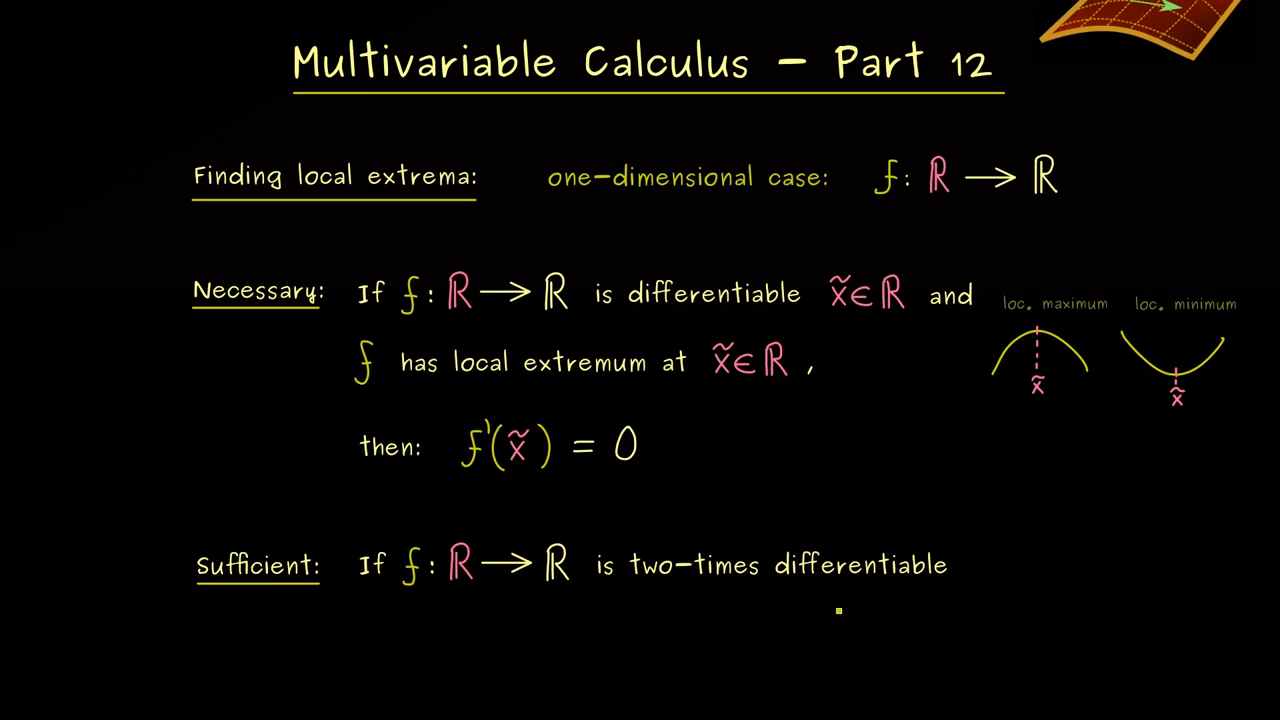 Multivariable Calculus – Part 12
Finding local extrema: one-dimensional case: f: ℝ ⟶ ℝ
Necessary: If f: ℝ ⟶ ℝ is differentiable x̃∈ℝ and
loc. maximum loc. minimum
f has local extremum at x̃∈ℝ ,
x̃ x̃
then: f'(x̃) = 0
Sufficient: If f: ℝ ⟶ ℝ is two-times differentiable